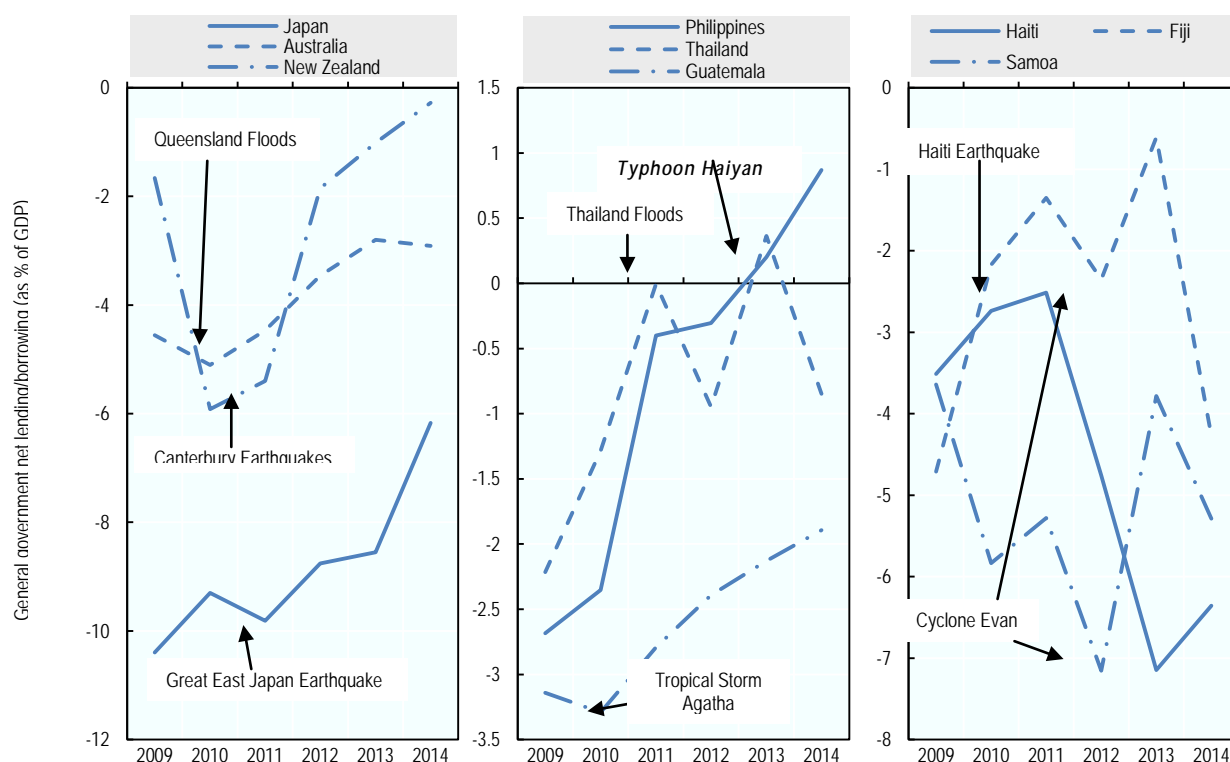 General government net lending/borrowing (as % of GDP)
Japan
Australia
New Zealand
0
-2
-4
-6
-8
-10
-12
Queensland Floods
Canterbury Earthquakes
Great East Japan Earthquake
2009 2010 2011 2012 2013 2014
Philippines
Thailand
Guatemala
1.5
1
0.5
0
-0.5
-1
-1.5
-2
-2.5
-3
-3.5
Typhoon Haiyan
Thailand Floods
Tropical Storm
Agatha
2009 2010 2011 2012 2013 2014
Haiti Fiji
Samoa
0
-1
-2
-3
-4
-5
-6
-7
-8
Haiti Earthquake
Cyclone Evan
2009 2010 2011 2012 2013 2014